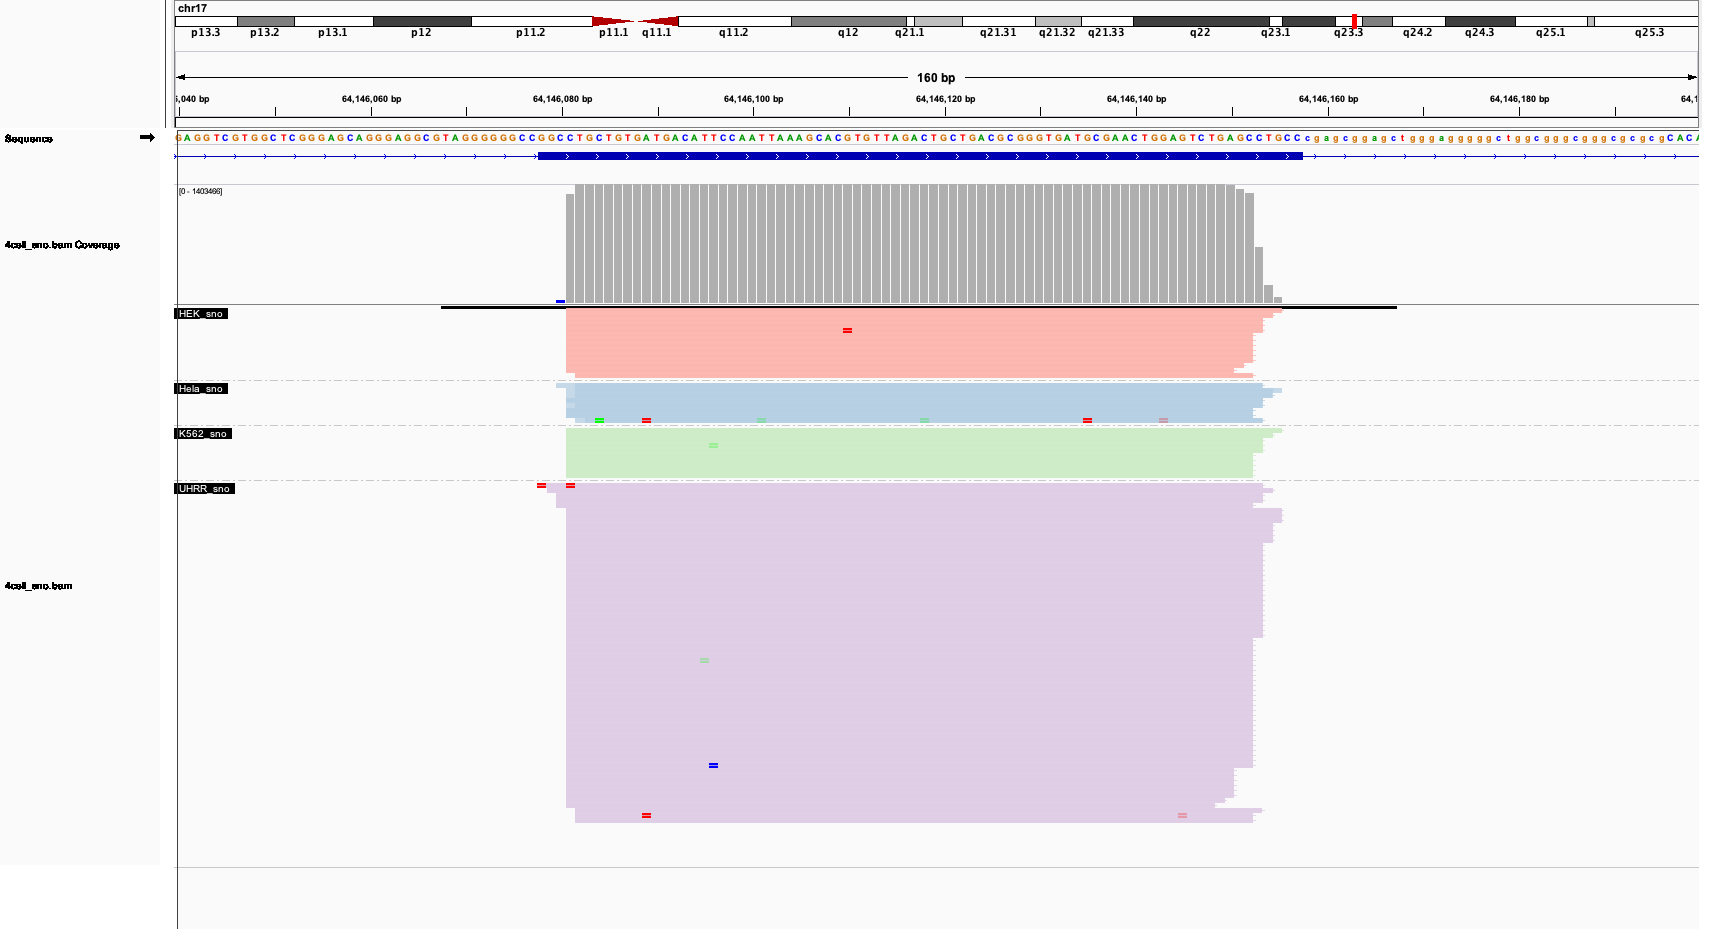 chr17
p13.3 p13.2 p13.1 p12 p11.2 p11.1 q11.1 q11.2 q12 q21.1 q21.31 q21.32 q21.33 q22 q23.1 q23.3 q24.2 q24.3 q25.1 q25.3
160 bp
64,146,060 bp 64,146,080 bp 64,146,100 bp 64,146,120 bp 64,146,140 bp 64,146,160 bp 64,146,180 bp 64,1
Sequence
GAGGTCGTGGCTCGGGAGCAGGGAGGCGTAGGGGGGCCGGCCTGCTGTGATGACATTCCAATTAAAGCACGTGTTAGACTGCTGACGCGGGTGATGCGAACTGGAGTCTGAGCCTGCCcgagcggagctgggagggggctggcgggcgggcgcgcgCACA
[0 - 1403466]
4cell_sno.bam Coverage
HEK_sno
Hela_sno
K562_sno
UHRR_sno
4cell_sno.bam